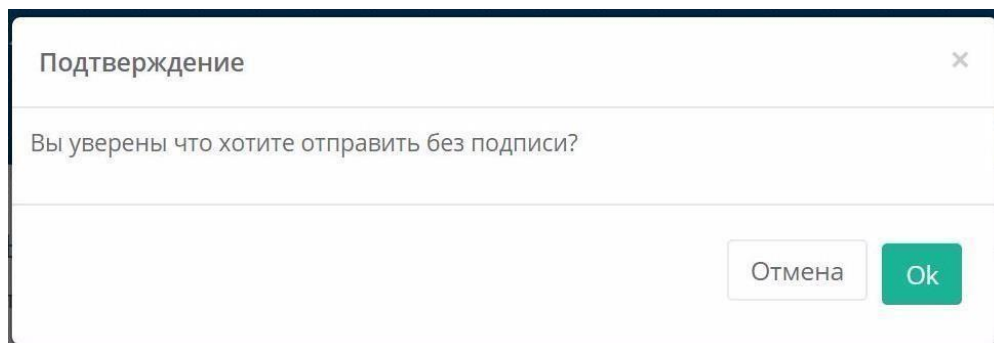 Подтверждение
×
Вы уверены что хотите отправить без подписи?
Отмена
Ok